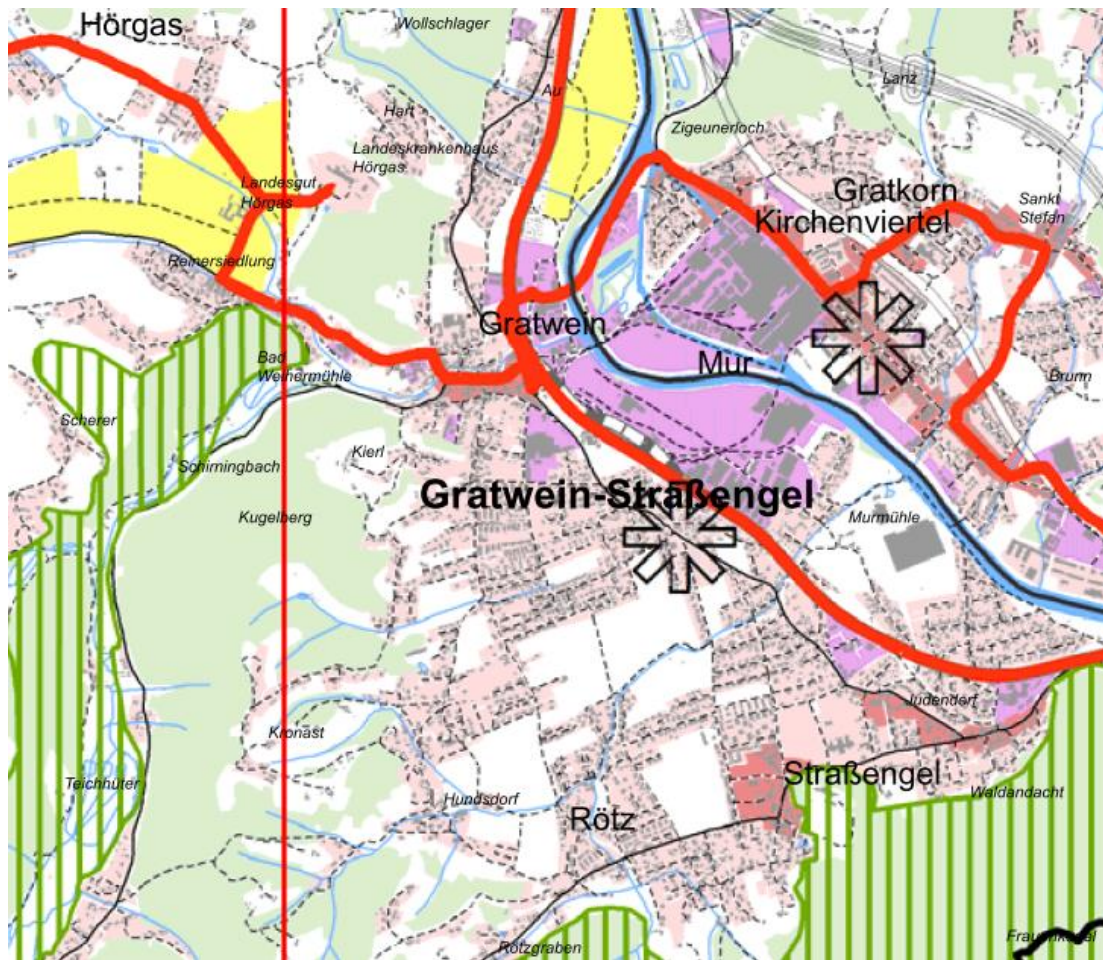 Hörgas
Wollschlager
Lanz
Au
Hart
Zigeunerloch
Landeskrankenhaus
Hörgas
Landesgut
Hörgas
Gratkorn
Kirchenviertel
Sankt
Stefan
Reinersiedlung
Gratwein
Bad
Weihermühle
Mur
Brunn
Scherer
Kierl
Schirningbach
Gratwein-Straßengel
Kugelberg
Murmühle
Judendorf
Kronast
Straßengel
Teichhüter
Hundsdorf
Waldandacht
Rötz
Frauenkogel
Rötzgraben